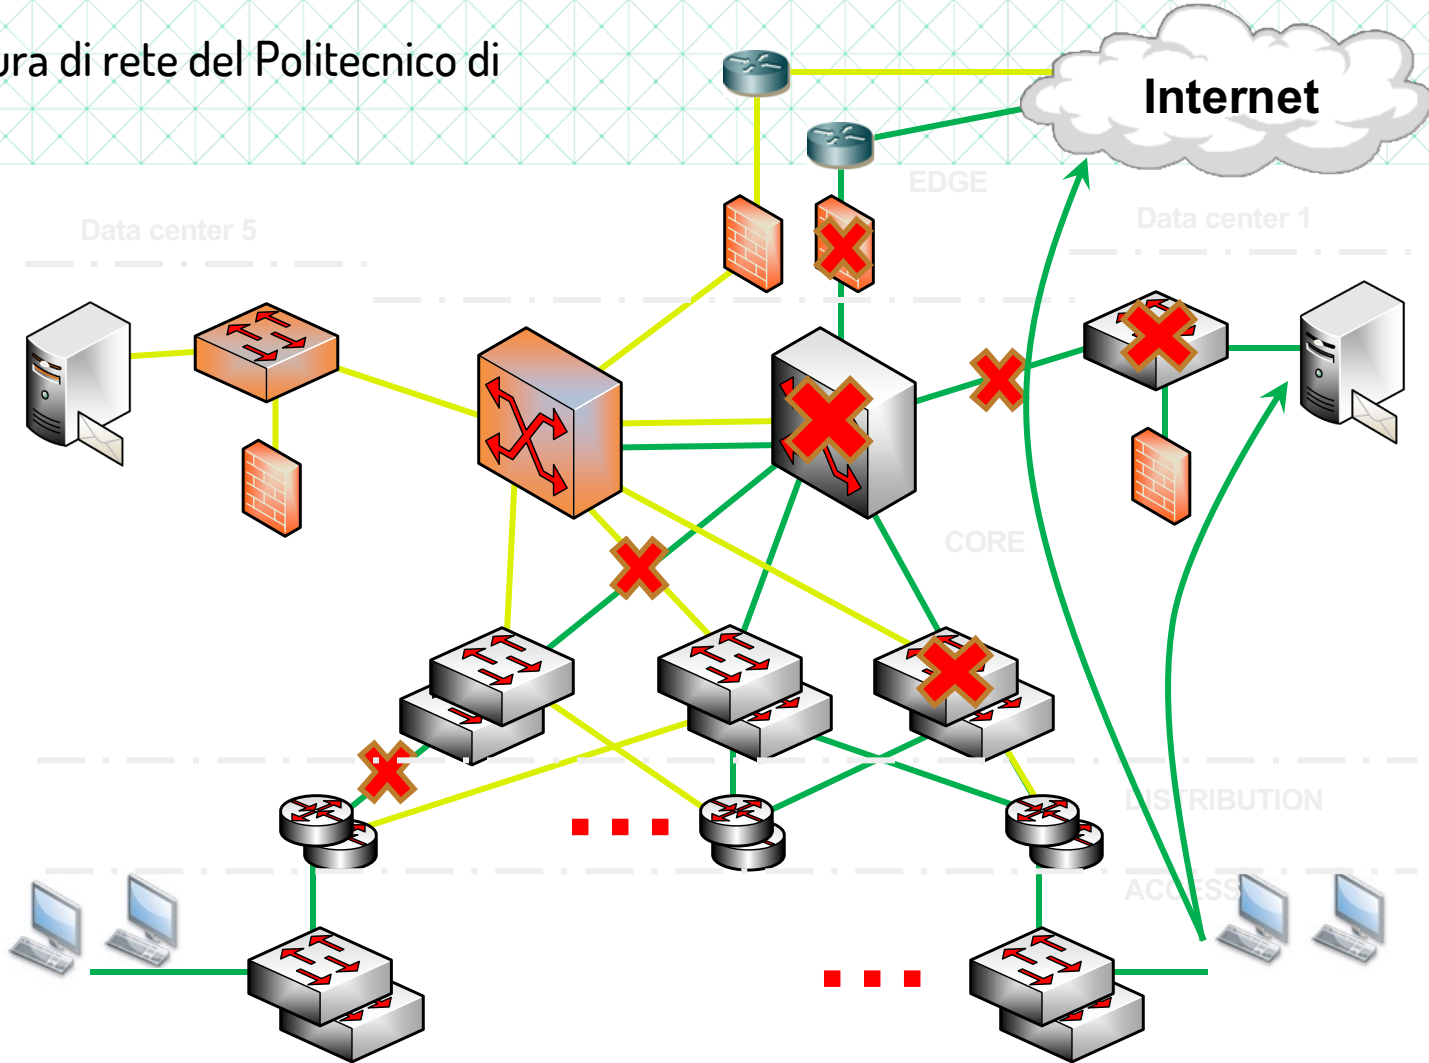 ura di rete del Politecnico di
Internet
EDGE
Data center 5
Data center 1
CORE
DISTRIBUTION
ACCESS